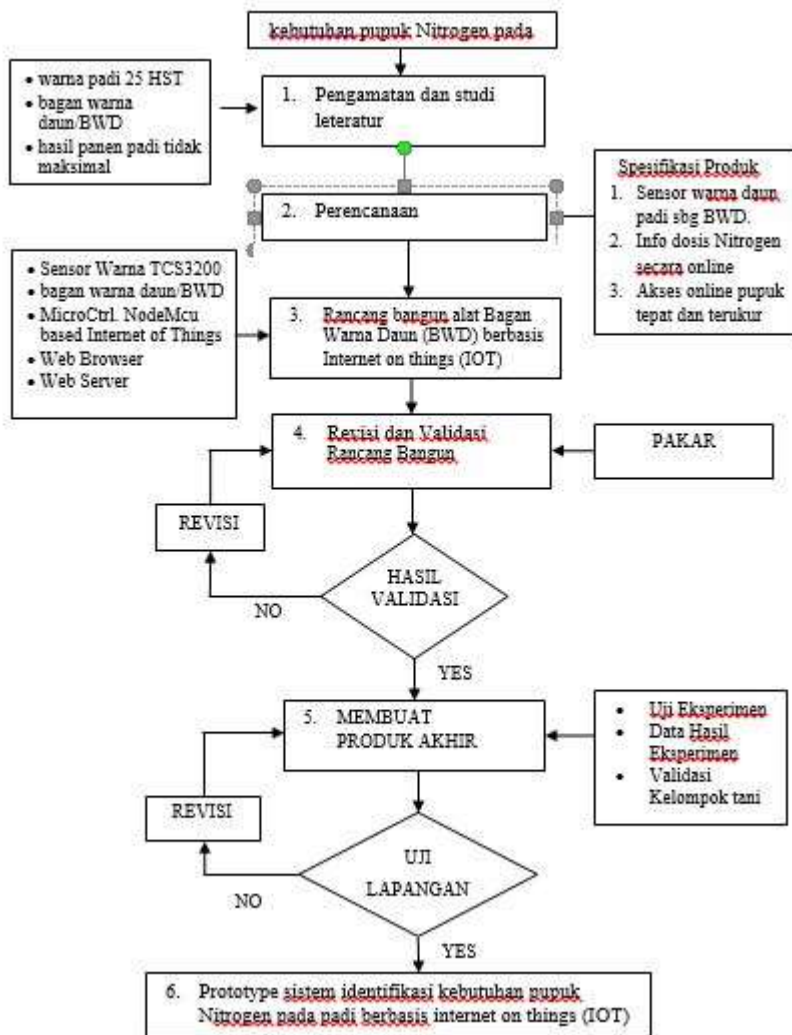 kebutuhan pupuk Nitrogen pada
• warna padi 25 HST
• bagan warna
daun/BWD
• hasil panen padi tidak
maksimal
1. Pengamatan dan studi
leteratur
2. Perencanaan
Spesifikasi Produk
1. Sensor warna daun
padi sbg BWD.
2. Info dosis Nitrogen
secara online
3. Akses online pupuk
tepat dan terukur
• Sensor Warna TCS3200
• bagan warna daun/BWD
• MicroCtrl. NodeMcu
based Internet of Things
• Web Browser
• Web Server
3. Rancang bangun alat Bagan
Warna Daun (BWD) berbasis
Internet on things (IOT)
4. Revisi dan Validasi
Rancang Bangun
PAKAR
REVISI
HASIL
VALIDASI
NO
YES
5. MEMBUAT
PRODUK AKHIR
• Uji Eksperimen
• Data Hasil
Eksperimen
• Validasi
Kelompok tani
REVISI
UJI
LAPANGAN
NO
YES
6. Prototype sistem identifikasi kebutuhan pupuk
Nitrogen pada padi berbasis internet on things (IOT)